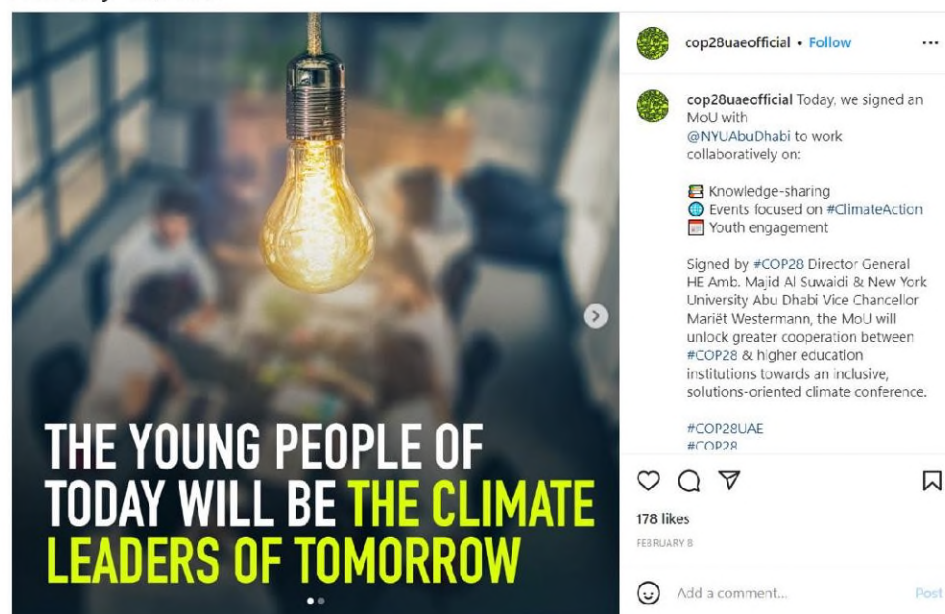 THE YOUNG PEOPLE OF
TODAY WILL BE THE CLIMATE
LEADERS OF TOMORROW
cop28uaeofficial • Follow
cop28uaeofficial Today, we signed an
MoU with
@NYUAbuDhabi to work
collaboratively on:
Knowledge-sharing
Events focused on #ClimateAction
Youth engagement
Signed by #COP28 Director General
HE Amb. Majid Al Suwaidi & New York
University Abu Dhabi Vice Chancellor
Mariët Westermann, the MoU will
unlock greater cooperation between
#COP28 & higher education
institutions towards an inclusive,
solutions-oriented climate conference.
#COP28UAE
#COP28
178 likes
FEBRUARY 8
Add a comment...
Post